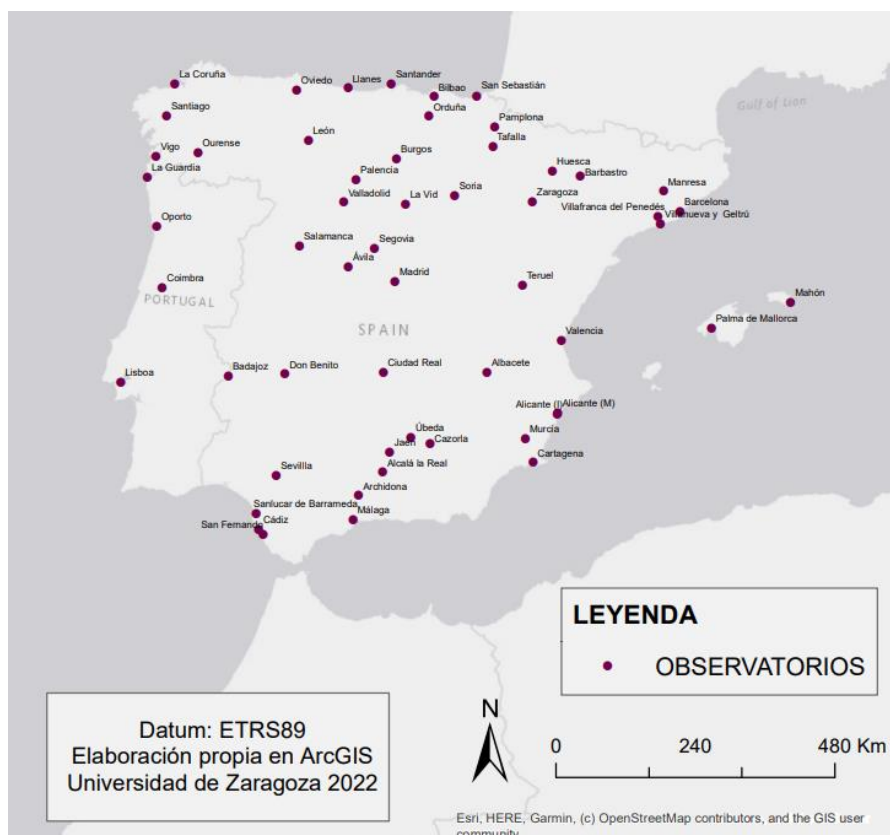 La Coruña
Oviedo
Llanes
Santander
Bilbao
San Sebastián
Gulf of Lion
Santiago
Orduña
Pamplona
León
Tafalla
Vigo
Ourense
Burgos
La Guardia
Palencia
Huesca
Barbastro
Manresa
Valladolid
La Vid
Soria
Zaragoza
Villafranca del Penedés
Barcelona
Villanueva y Geltrú
Oporto
Salamanca
Segovia
Ávila
Madrid
Coimbra
PORTUGAL
Teruel
Mahón
Palma de Mallorca
SPAIN
Valencia
Lisboa
Badajoz
Don Benito
Ciudad Real
Albacete
Alicante (I)
Alicante (M)
Úbeda
Cazorla
Murcía
Jaén
Sevillla
Alcalá la Real
Cartagena
Archidona
Sanlucar de Barrameda
San Fernando
Cádiz
Málaga
LEYENDA
OBSERVATORIOS
Datum: ETRS89
Elaboración propia en ArcGIS
Universidad de Zaragoza 2022
N
0 240 480 Km
Esri, HERE, Garmin, (c) OpenStreetMap contributors, and the GIS user
community